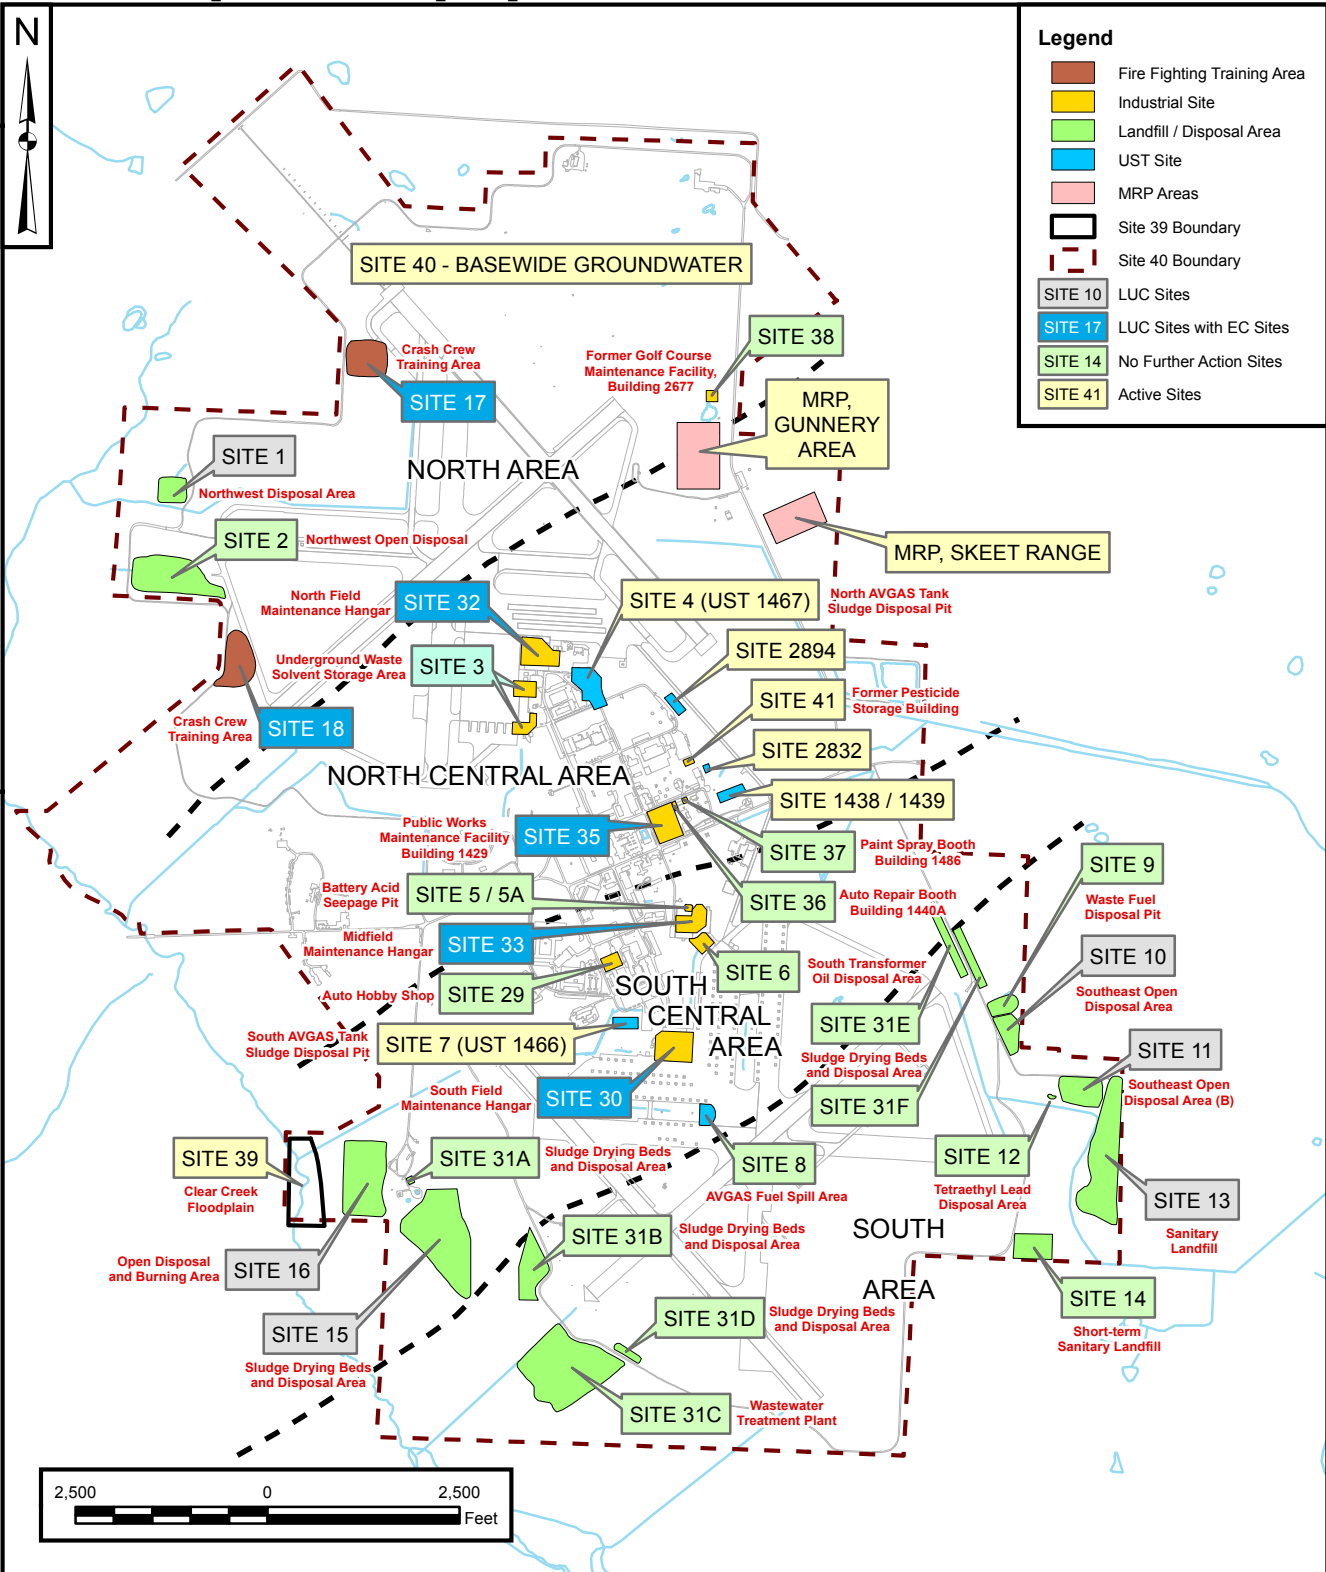 N
Legend
Fire Fighting Training Area
Industrial Site
Landfill / Disposal Area
UST Site
MRP Areas
Site 39 Boundary
Site 40 Boundary
SITE 10 LUC Sites
SITE 17 LUC Sites with EC Sites
SITE 14 No Further Action Sites
SITE 41 Active Sites
SITE 40 - BASEWIDE GROUNDWATER
SITE 38
Crash Crew
Training Area
Former Golf Course
Maintenance Facility,
Building 2677
SITE 17
MRP,
GUNNERY
AREA
SITE 1
NORTH AREA
Northwest Disposal Area
SITE 2
Northwest Open Disposal
MRP, SKEET RANGE
North Field
Maintenance Hangar
SITE 32
SITE 4 (UST 1467)
North AVGAS Tank
Sludge Disposal Pit
Underground Waste
Solvent Storage Area
SITE 3
SITE 2894
SITE 41
Former Pesticide
Storage Building
Crash Crew
Training Area
SITE 18
SITE 2832
NORTH CENTRAL AREA
SITE 1438 / 1439
Public Works
Maintenance Facility
Building 1429
SITE 35
SITE 37
Paint Spray Booth
Building 1486
SITE 9
Waste Fuel
Disposal Pit
Battery Acid
Seepage Pit
SITE 5 / 5A
SITE 36
Auto Repair Booth
Building 1440A
Midfield
Maintenance Hangar
SITE 33
SITE 10
SITE 6
South Transformer
Oil Disposal Area
Southeast Open
Disposal Area
Auto Hobby Shop
SITE 29
SOUTH
CENTRAL
AREA
SITE 31E
South AVGAS Tank
Sludge Disposal Pit
SITE 7 (UST 1466)
SITE 11
Sludge Drying Beds
and Disposal Area
Southeast Open
Disposal Area (B)
South Field
Maintenance Hangar
SITE 30
SITE 31F
SITE 39
Clear Creek
Floodplain
SITE 31A
Sludge Drying Beds
and Disposal Area
SITE 8
AVGAS Fuel Spill Area
SITE 12
Tetraethyl Lead
Disposal Area
SITE 13
Sanitary
Landfill
SITE 31B
Sludge Drying Beds
and Disposal Area
SOUTH
AREA
Open Disposal
and Burning Area
SITE 16
SITE 14
Short-term
Sanitary Landfill
SITE 15
Sludge Drying Beds
and Disposal Area
SITE 31D
Sludge Drying Beds
and Disposal Area
SITE 31C
Wastewater
Treatment Plant
2,500 0 2,500
Feet